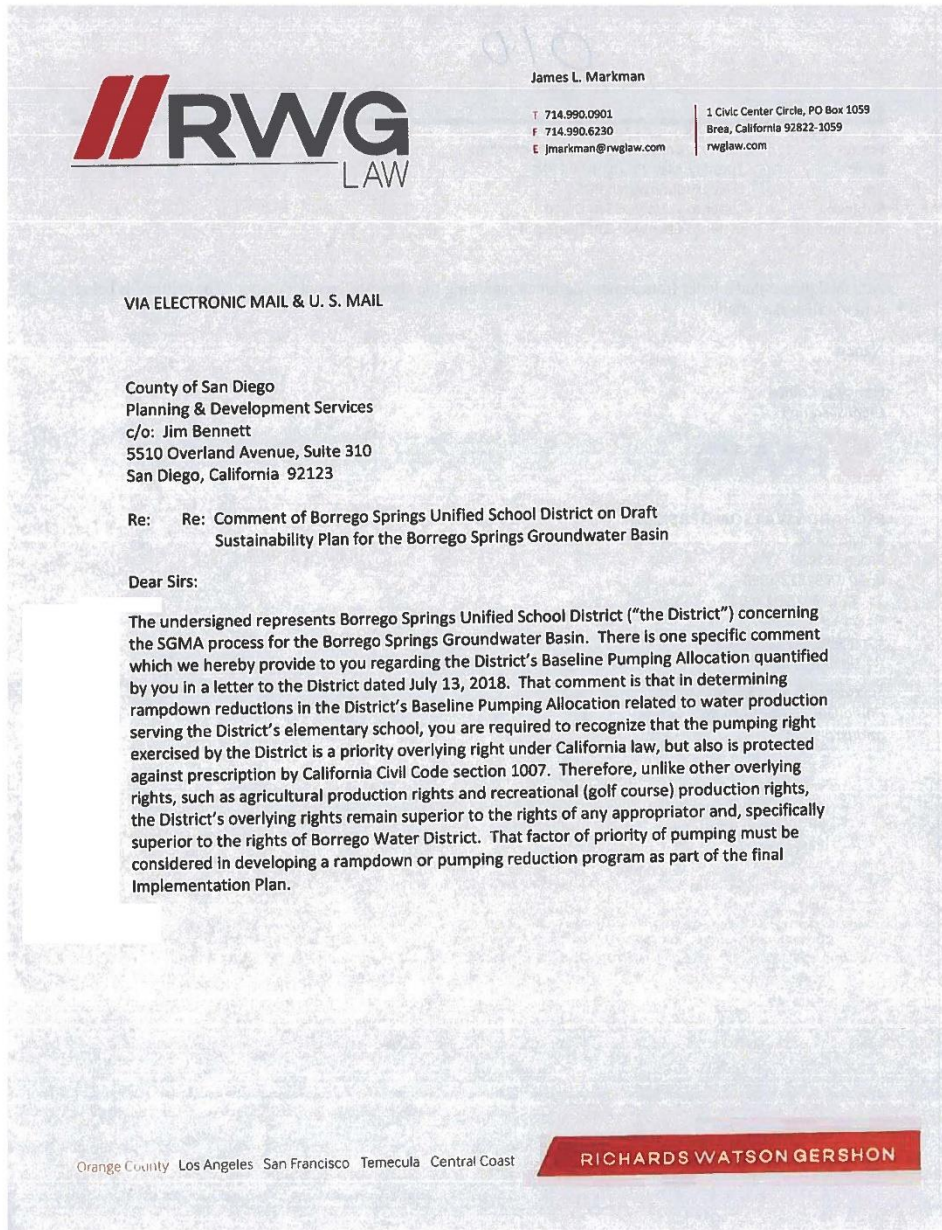 James L. Markman
RWG
LAW
T 714.990.0901
F 714.990.6230
E jmarkman@rwglaw.com
1 Civic Center Circle, PO Box 1059
Brea, California 92822-1059
rwglaw.com
VIA ELECTRONIC MAIL & U. S. MAIL
County of San Diego
Planning & Development Services
c/o: Jim Bennett
5510 Overland Avenue, Suite 310
San Diego, California 92123
Re: Re: Comment of Borrego Springs Unified School District on Draft
Sustainability Plan for the Borrego Springs Groundwater Basin
Dear Sirs:
The undersigned represents Borrego Springs Unified School District ("the District") concerning
the SGMA process for the Borrego Springs Groundwater Basin. There is one specific comment
which we hereby provide to you regarding the District's Baseline Pumping Allocation quantified
by you in a letter to the District dated July 13, 2018. That comment is that in determining
rampdown reductions in the District's Baseline Pumping Allocation related to water production
serving the District's elementary school, you are required to recognize that the pumping right
exercised by the District is a priority overlying right under California law, but also is protected
against prescription by California Civil Code section 1007. Therefore, unlike other overlying
rights, such as agricultural production rights and recreational (golf course) production rights,
the District's overlying rights remain superior to the rights of any appropriator and, specifically
superior to the rights of Borrego Water District. That factor of priority of pumping must be
considered in developing a rampdown or pumping reduction program as part of the final
Implementation Plan.
Orange County Los Angeles San Francisco Temecula Central Coast
RICHARDS WATSON GERSHON